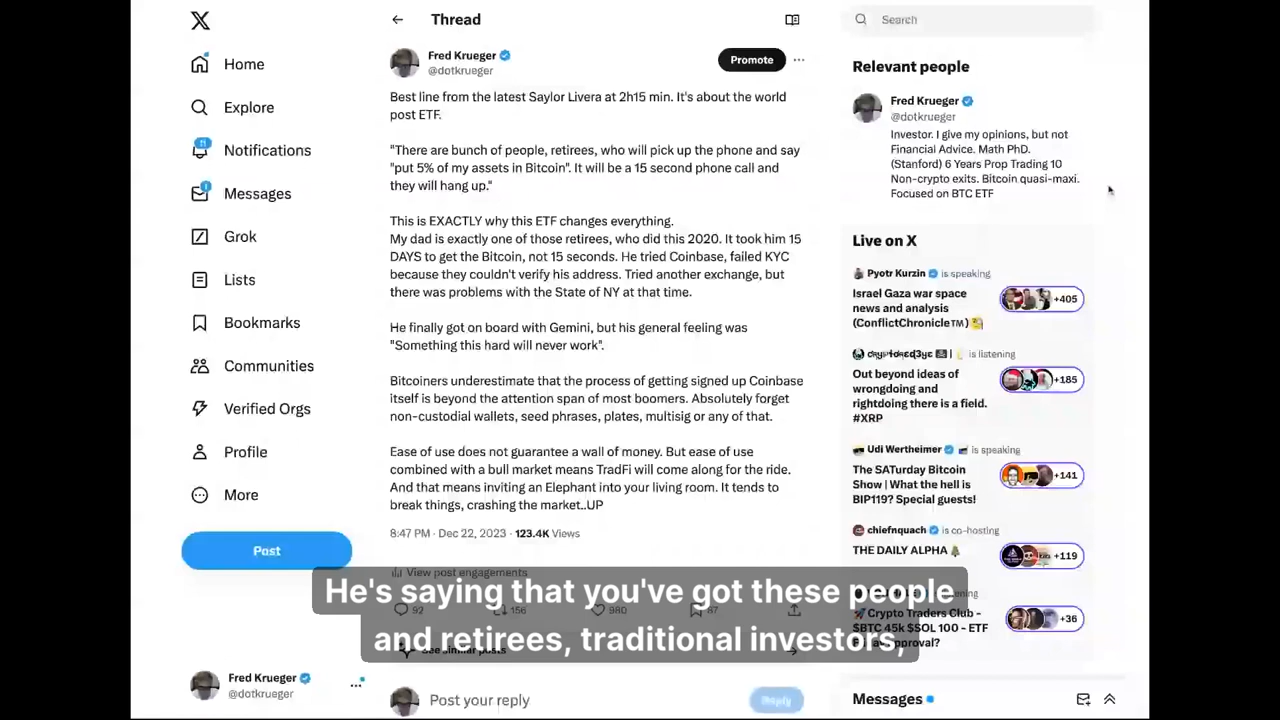 Home
Explore
11
Notifications
1
Messages
Grok
Lists
Bookmarks
Communities
Verified Orgs
Profile
More
Post
Fred Krueger
@dotkrueger
Thread
Fred Krueger
@dotkrueger
Promote
Best line from the latest Saylor Livera at 2h15 min. It's about the world
post ETF.
"There are bunch of people, retirees, who will pick up the phone and say
"put 5% of my assets in Bitcoin". It will be a 15 second phone call and
they will hang up."
This is EXACTLY why this ETF changes everything.
My dad is exactly one of those retirees, who did this 2020. It took him 15
DAYS to get the Bitcoin, not 15 seconds. He tried Coinbase, failed KYC
because they couldn't verify his address. Tried another exchange, but
there was problems with the State of NY at that time.
He finally got on board with Gemini, but his general feeling was
"Something this hard will never work".
Bitcoiners underestimate that the process of getting signed up Coinbase
itself is beyond the attention span of most boomers. Absolutely forget
non-custodial wallets, seed phrases, plates, multisig or any of that.
Ease of use does not guarantee a wall of money. But ease of use
combined with a bull market means TradFi will come along for the ride.
And that means inviting an Elephant into your living room. It tends to
break things, crashing the market..UP
8:47 PM · Dec 22, 2023 · 123.4K Views
View post engagements
92 156 980 87
See similar posts
Post your reply
Reply
He's saying that you've got these people
and retirees, traditional investors,
Search
Relevant people
Fred Krueger
@dotkrueger
Investor. I give my opinions, but not
Financial Advice. Math PhD.
(Stanford) 6 Years Prop Trading 10
Non-crypto exits. Bitcoin quasi-maxi.
Focused on BTC ETF
Live on X
Pyotr Kurzin is speaking
Israel Gaza war space
news and analysis
(ConflictChronicle™)
+405
is listening
Out beyond ideas of
wrongdoing and
rightdoing there is a field.
#XRP
+185
Udi Wertheimer is speaking
The SATurday Bitcoin
Show | What the hell is
BIP119? Special guests!
+141
chiefnquach is co-hosting
THE DAILY ALPHA
+119
Crypto Traders Club -
$BTC 45k $SOL 100 - ETF
+36
Messages